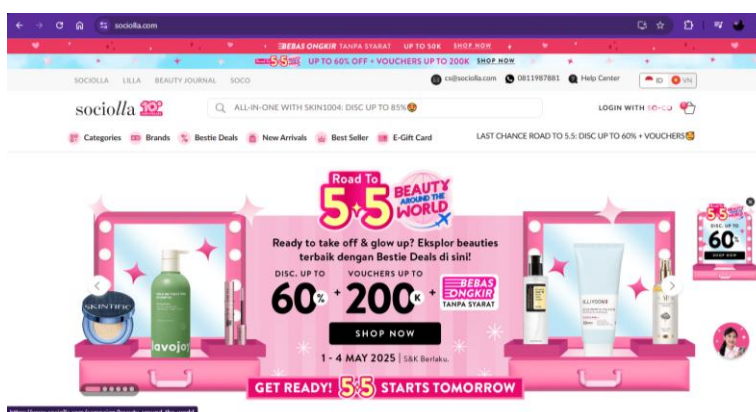 sociolla.com
BEBAS ONGKIR TANPA SYARAT UP TO 50K SHOP NOW
5.5 UP TO 60% OFF + VOUCHERS UP TO 200K SHOP NOW
SOCIOLLA LILLA BEAUTY JOURNAL SOCO
cs@sociolla.com 0811987881 Help Center ID VN
sociolla 10
ALL-IN-ONE WITH SKIN1004: DISC UP TO 85%
LOGIN WITH SO-CO
Categories Brands Bestie Deals New Arrivals Best Seller E-Gift Card
LAST CHANCE ROAD TO 5.5: DISC UP TO 60% + VOUCHERS
Road To
5.5
BEAUTY
AROUND THE
WORLD
Ready to take off & glow up? Eksplor beauties
terbaik dengan Bestie Deals di sini!
DISC. UP TO
60%
+
VOUCHERS UP TO
200K
+
BEBAS
ONGKIR
TANPA SYARAT
SHOP NOW
1 - 4 MAY 2025 | S&K Berlaku.
GET READY! 5.5 STARTS TOMORROW
SKINTIFIC
lavojoy
ILLIYOON
5.5
DISC. UP TO
60%
SHOP NOW